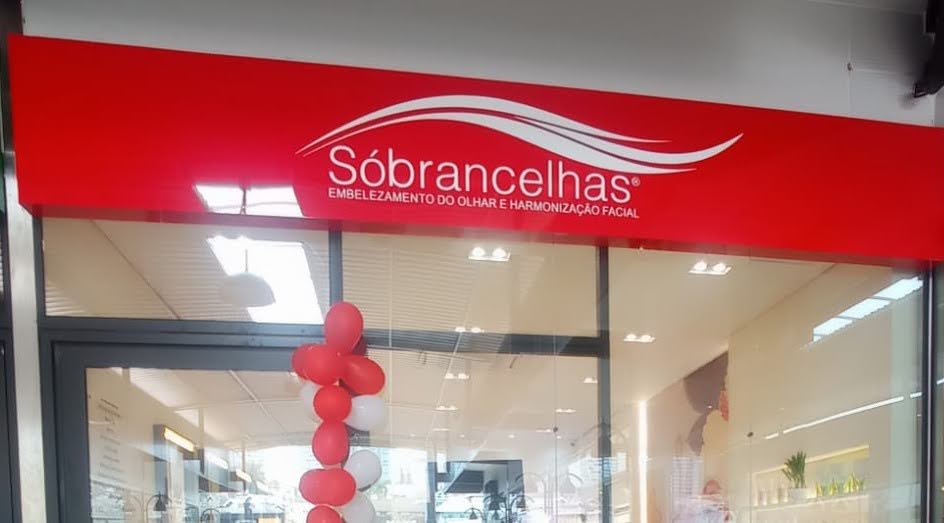 Sóbrancelhas®
EMBELEZAMENTO DO OLHAR E HARMONIZAÇÃO FACIAL